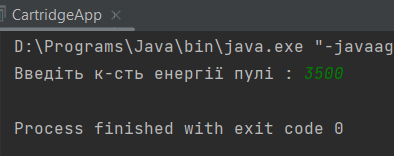 CartridgeApp ×
D:\Programs\Java\bin\java.exe "-javaag
Введіть к-сть енергії пулі : 3500
Process finished with exit code 0